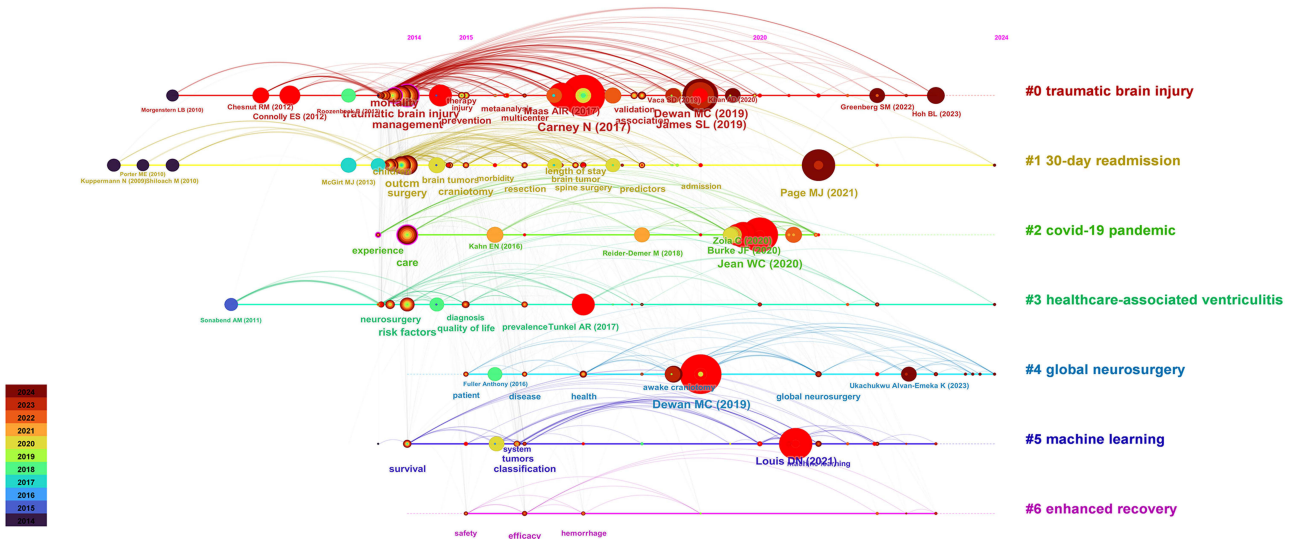 2014
2015
2020
2024
#0 traumatic brain injury
Morgenstern LB (2010)
Chesnut RM (2012)
Connolly ES (2012)
mortality
traumatic brain injury
management
therapy
injury
prevention
metaanalysis
multicenter
Maas AIR (2017)
Carney N (2017)
validation
association
Dewan MC (2019)
James SL (2019)
Greenberg SM (2022)
Hoh BL (2023)
#1 30-day readmission
Porter ME (2010)
Kuppermann N (2009)
Shiloach M (2010)
McGirt MJ (2013)
outcm
surgery
brain tumors
craniotomy
morbidity
resection
length of stay
brain tumor
spine surgery
predictors
admission
Page MJ (2021)
#2 covid-19 pandemic
experience
care
Kahn EN (2016)
Reider-Demer M (2018)
Burke JF (2020)
Jean WC (2020)
#3 healthcare-associated ventriculitis
Sonabend AM (2011)
neurosurgery
risk factors
diagnosis
quality of life
prevalence
Tunkel AR (2017)
#4 global neurosurgery
Fuller Anthony (2016)
patient
disease
health
awake craniotomy
Dewan MC (2019)
global neurosurgery
Ukachukwu Alvan-Emeka K (2023)
#5 machine learning
survival
system
tumors
classification
Louis DN (2021)
machine learning
#6 enhanced recovery
safety
efficacy
hemorrhage
2024
2023
2022
2021
2020
2019
2018
2017
2016
2015
2014